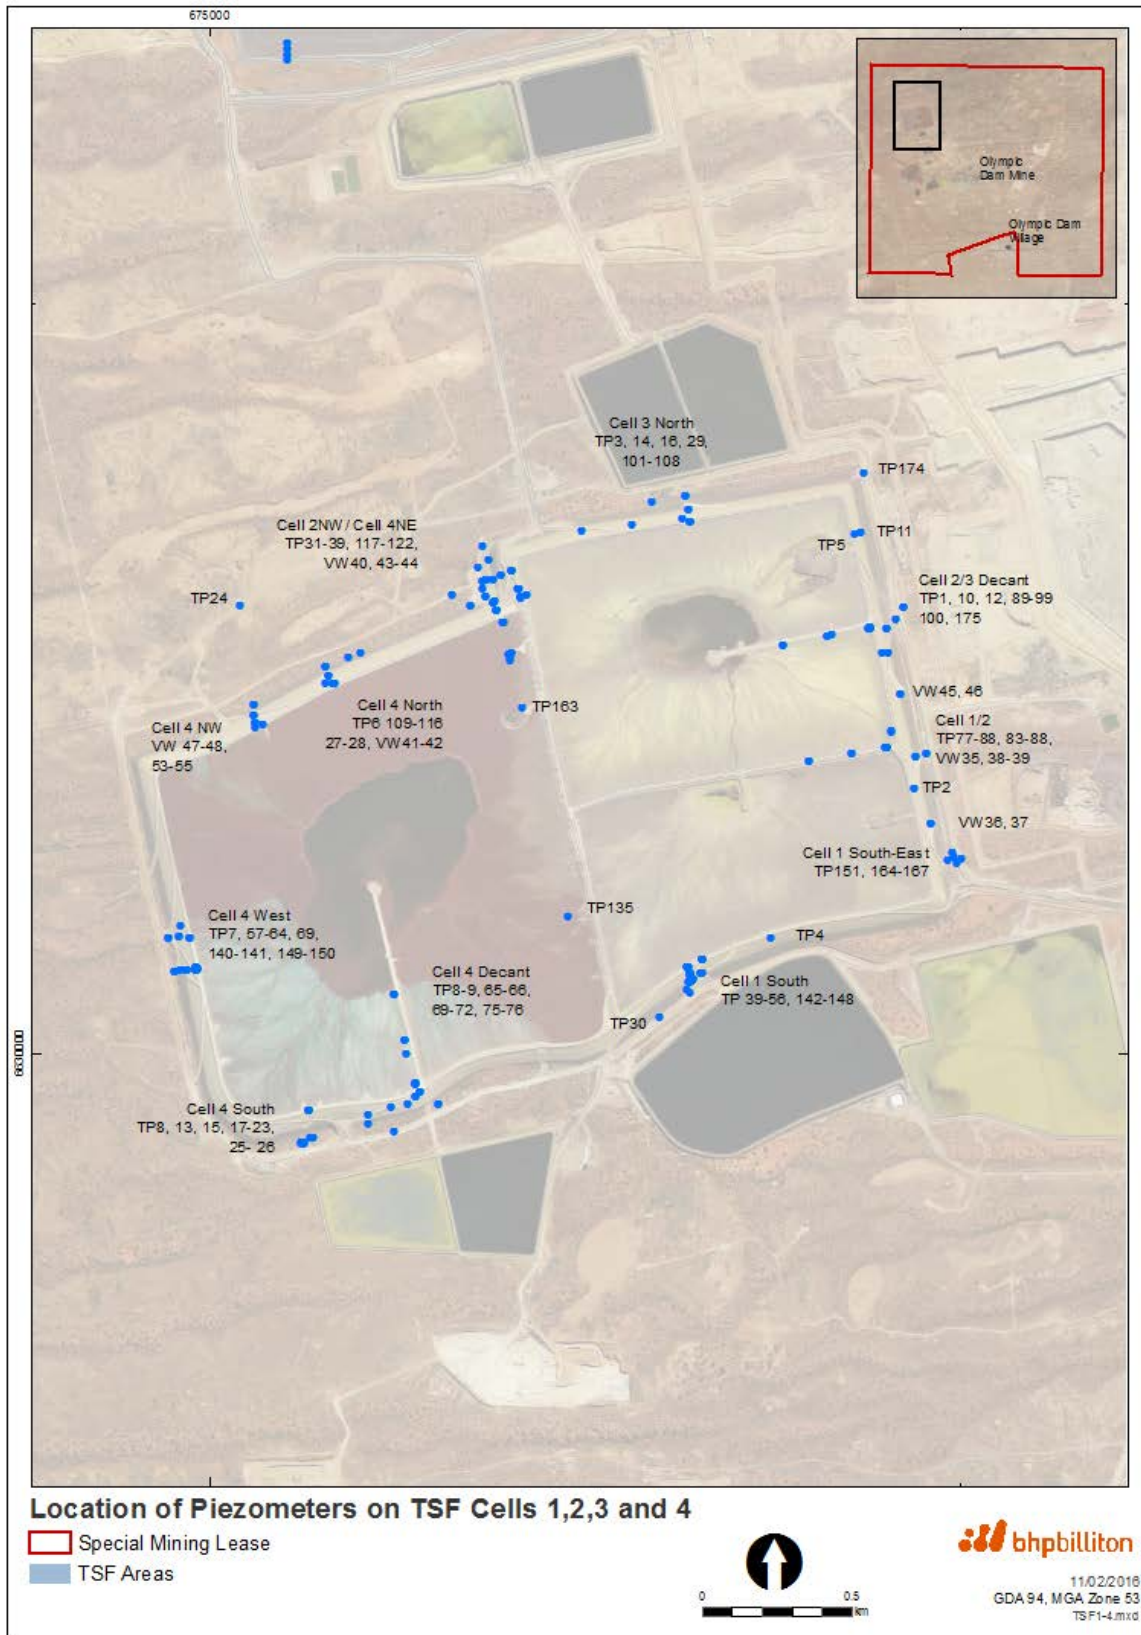 675000
Olympic
Dam Mine
Olympic Dam
Village
Cell 3 North
TP3, 14, 16, 29,
101-108
TP174
Cell 2NW / Cell 4NE
TP31-39, 117-122,
VW40, 43-44
TP5
TP11
TP24
Cell 2/3 Decant
TP1, 10, 12, 89-99
100, 175
VW45, 46
Cell 4 North
TP6 109-116
27-28, VW41-42
TP163
Cell 4 NW
VW 47-48,
53-55
Cell 1/2
TP77-88, 83-88,
VW35, 38-39
TP2
VW36, 37
Cell 1 South-East
TP151, 164-167
Cell 4 West
TP7, 57-64, 69,
140-141, 149-150
TP135
TP4
Cell 4 Decant
TP8-9, 65-66,
69-72, 75-76
Cell 1 South
TP 39-56, 142-148
TP30
6630000
Cell 4 South
TP8, 13, 15, 17-23,
25- 26
Location of Piezometers on TSF Cells 1,2,3 and 4
Special Mining Lease
TSF Areas
0 0.5
km
bhpbilliton
11/02/2016
GDA 94, MGA Zone 53
TSF1-4.mxd